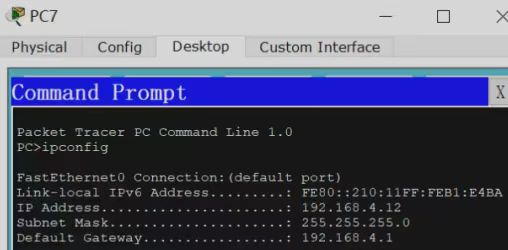 PC7
Physical Config Desktop Custom Interface
Command Prompt X
Packet Tracer PC Command Line 1.0
PC>ipconfig
FastEthernet0 Connection:(default port)
Link-local IPv6 Address.........: FE80::210:11FF:FEB1:E4BA
IP Address......................: 192.168.4.12
Subnet Mask.....................: 255.255.255.0
Default Gateway.................: 192.168.4.1